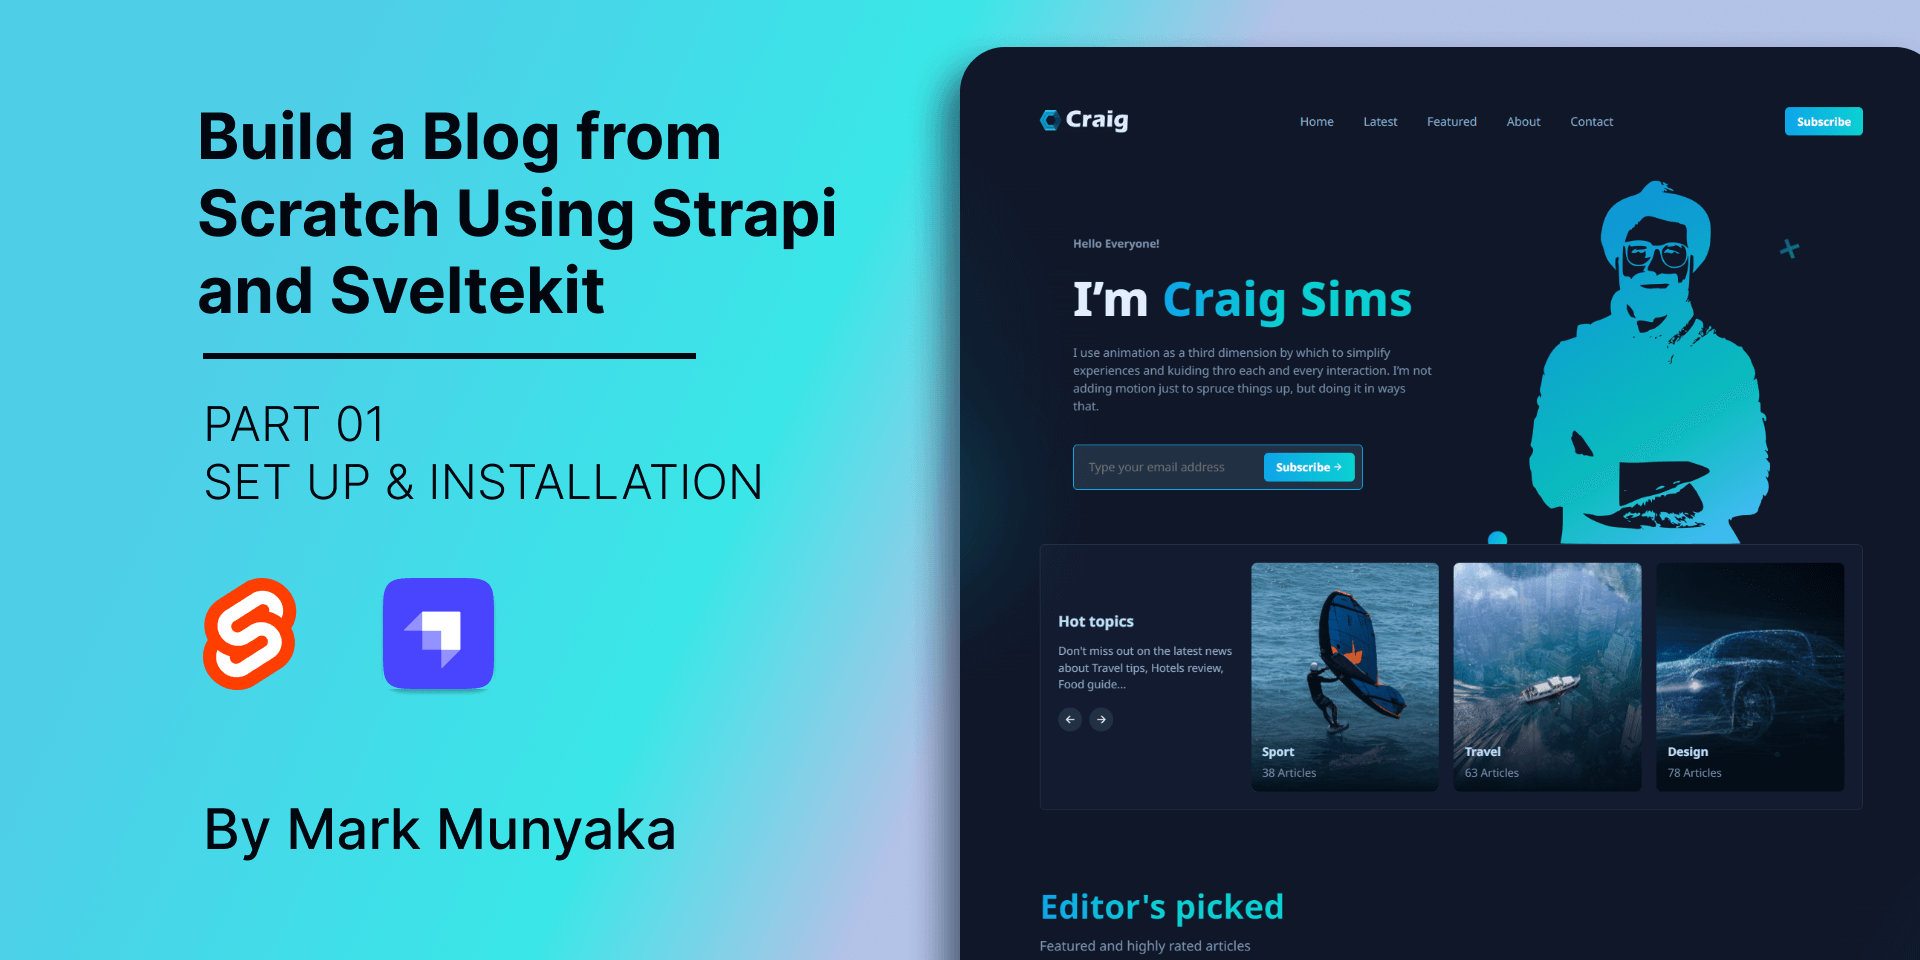 Build a Blog from
Scratch Using Strapi
and Sveltekit
PART 01
SET UP & INSTALLATION
By Mark Munyaka
Craig
Home
Latest
Featured
About
Contact
Subscribe
Hello Everyone!
I'm Craig Sims
I use animation as a third dimension by which to simplify
experiences and kuiding thro each and every interaction. I'm not
adding motion just to spruce things up, but doing it in ways
that.
Type your email address
Subscribe →
Hot topics
Don't miss out on the latest news
about Travel tips, Hotels review,
Food guide...
Sport
38 Articles
Travel
63 Articles
Design
78 Articles
Editor's picked
Featured and highly rated articles